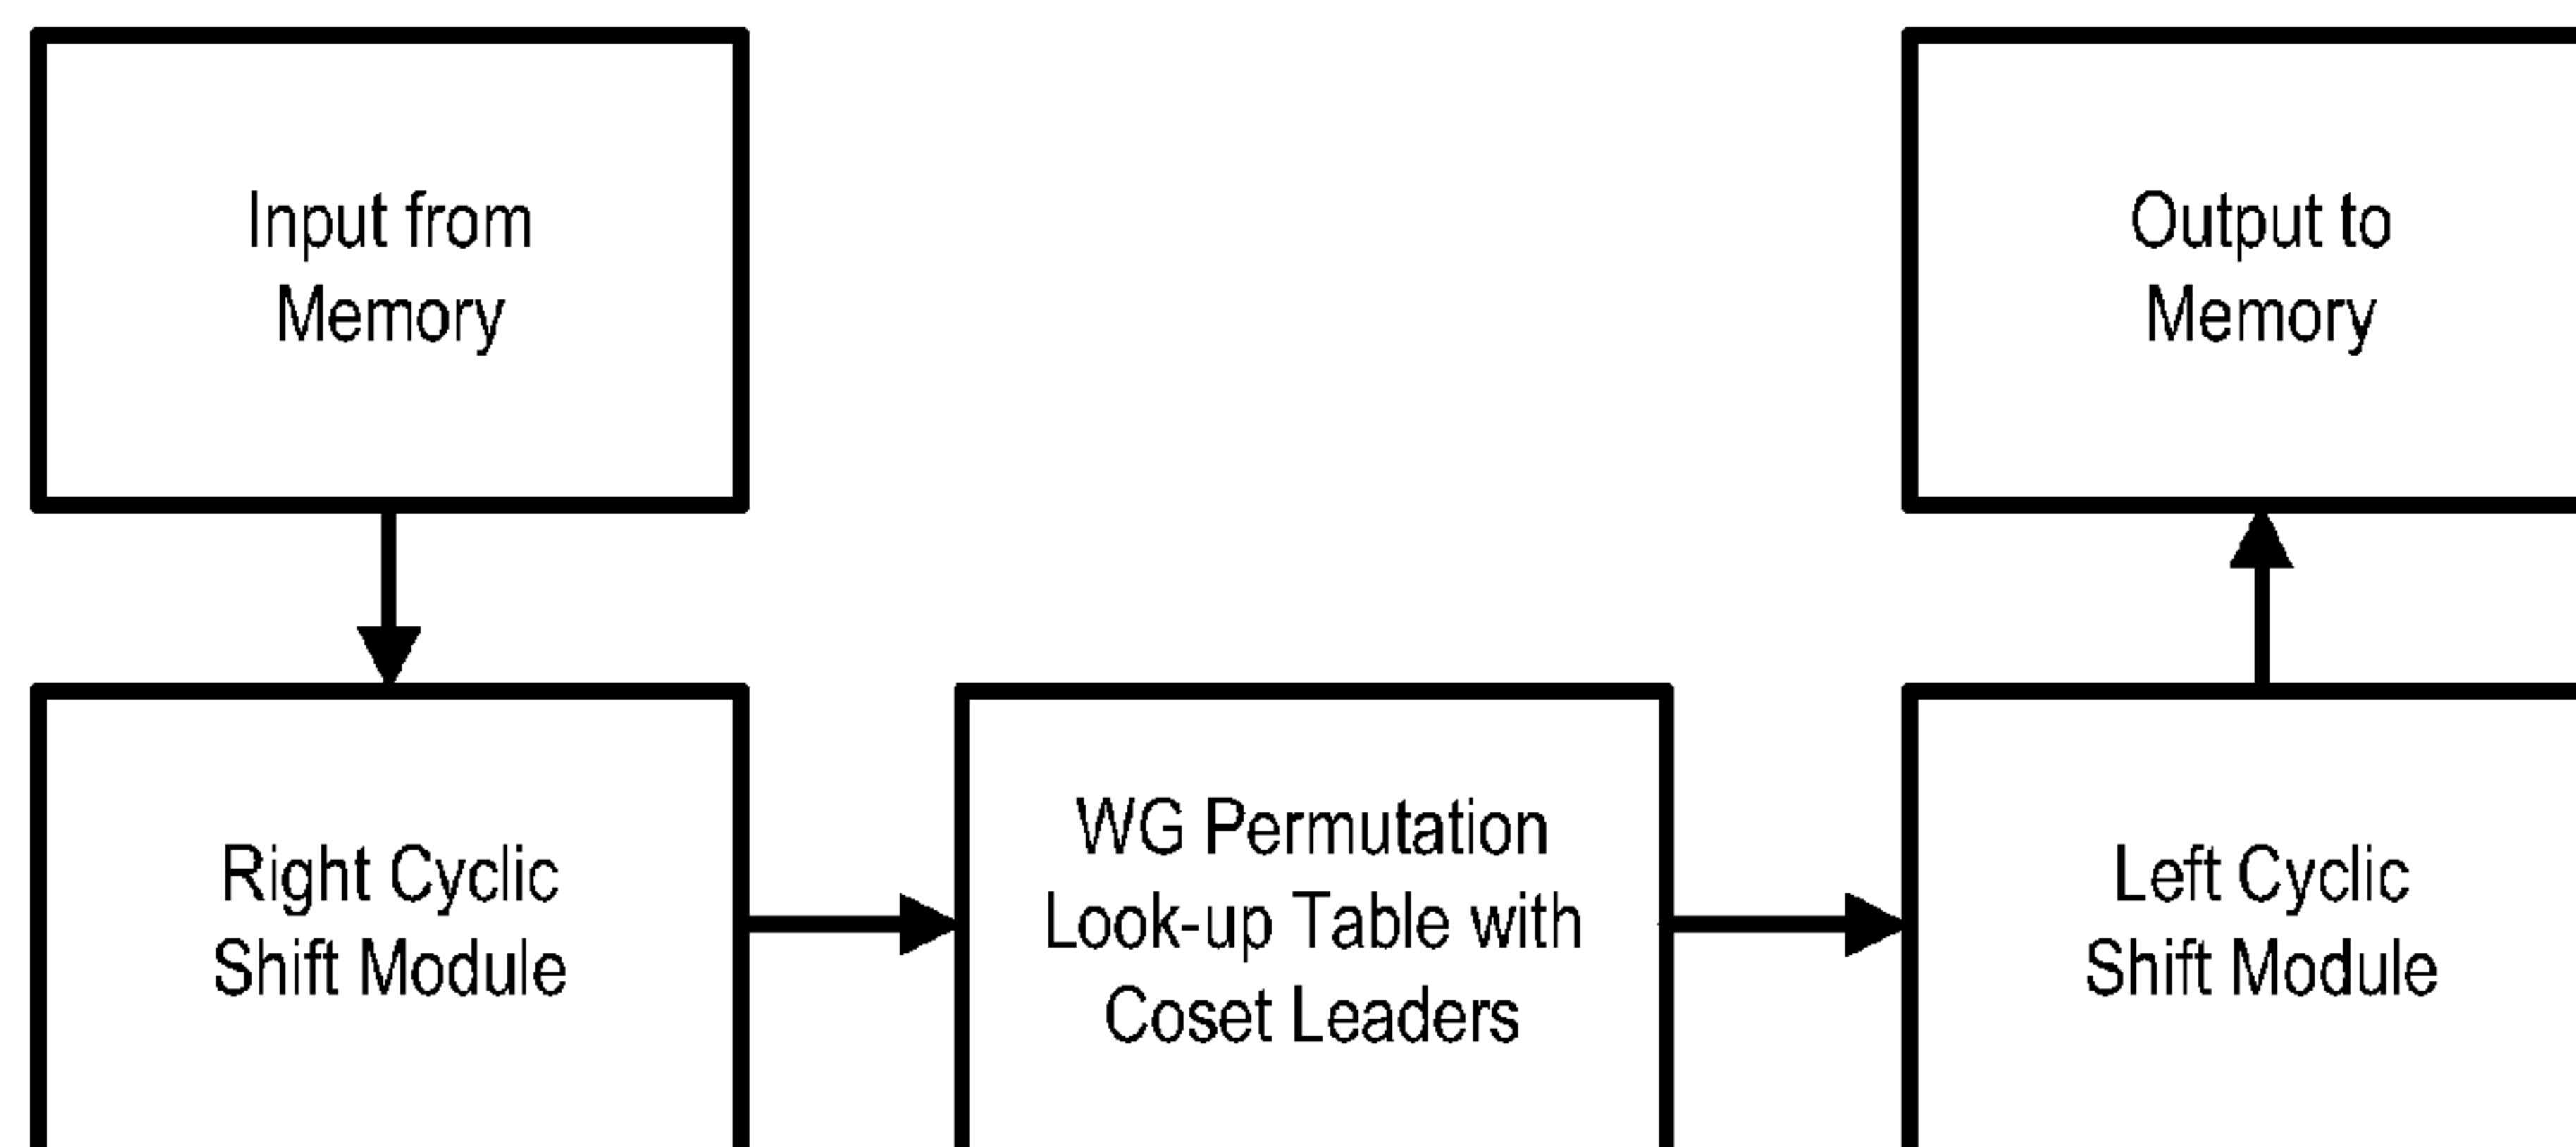 Input from
Memory
Output to
Memory
Right Cyclic
Shift Module
WG Permutation
Look-up Table with
Coset Leaders
Left Cyclic
Shift Module